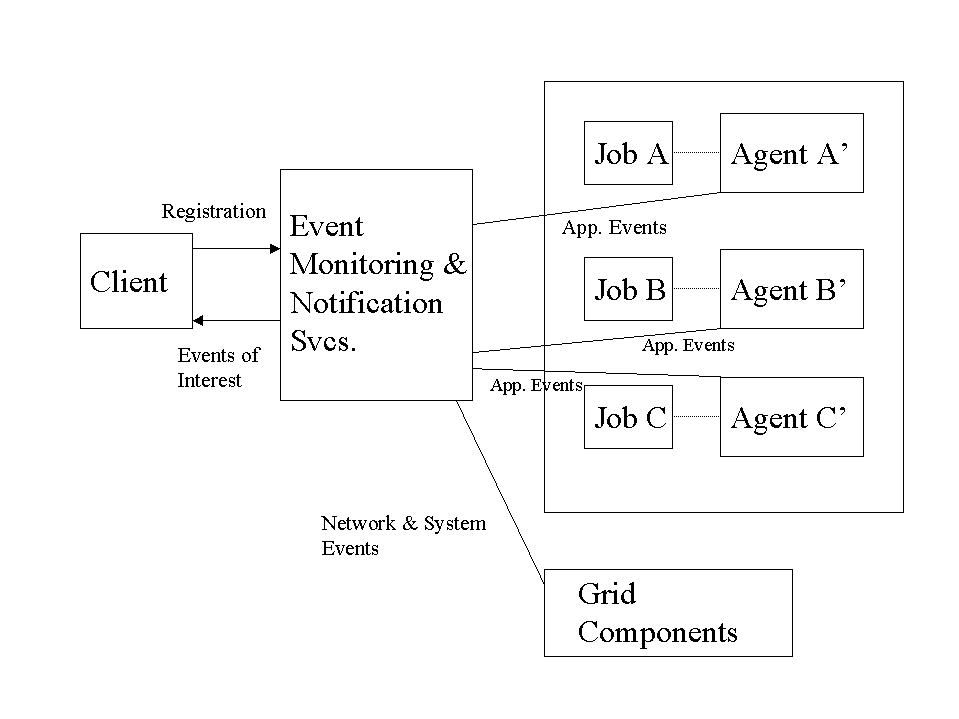 Job A
Agent A’
Registration
Event
Monitoring &
Notification
Svcs.
App. Events
Client
Job B
Agent B’
Events of
Interest
App. Events
App. Events
Job C
Agent C’
Network & System
Events
Grid
Components